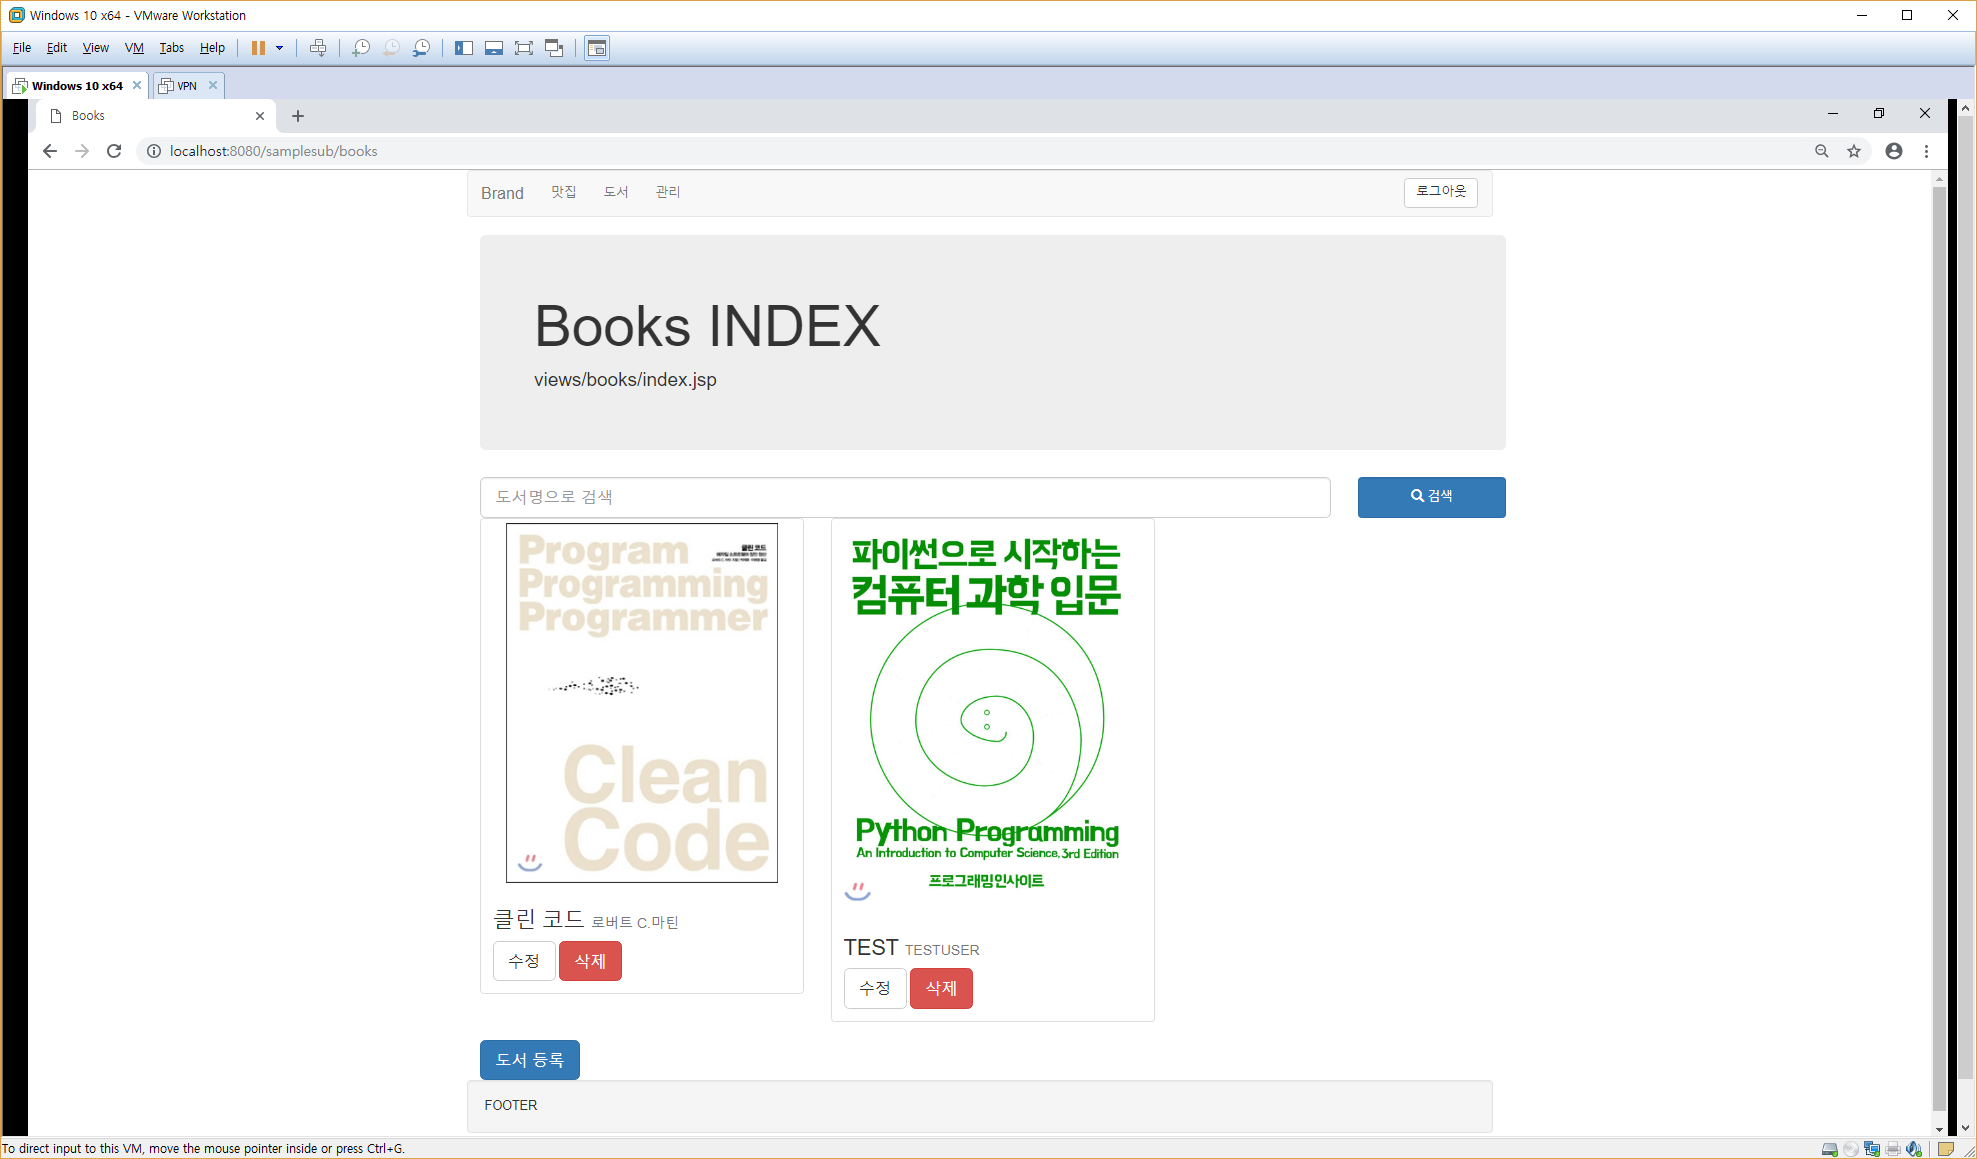 Windows 10 x64 - VMware Workstation
File Edit View VM Tabs Help
Windows 10 x64 VPN
Books
localhost:8080/samplesub/books
Brand 맛집 도서 관리 로그아웃
Books INDEX
views/books/index.jsp
도서명으로 검색 검색
Program
Programming
Programmer
클린 코드
Clean
Code
클린 코드 로버트 C.마틴
수정 삭제
파이썬으로 시작하는
컴퓨터 과학 입문
Python Programming
An Introduction to Computer Science, 3rd Edition
프로그래밍인사이트
TEST TESTUSER
수정 삭제
도서 등록
FOOTER
To direct input to this VM, move the mouse pointer inside or press Ctrl+G.